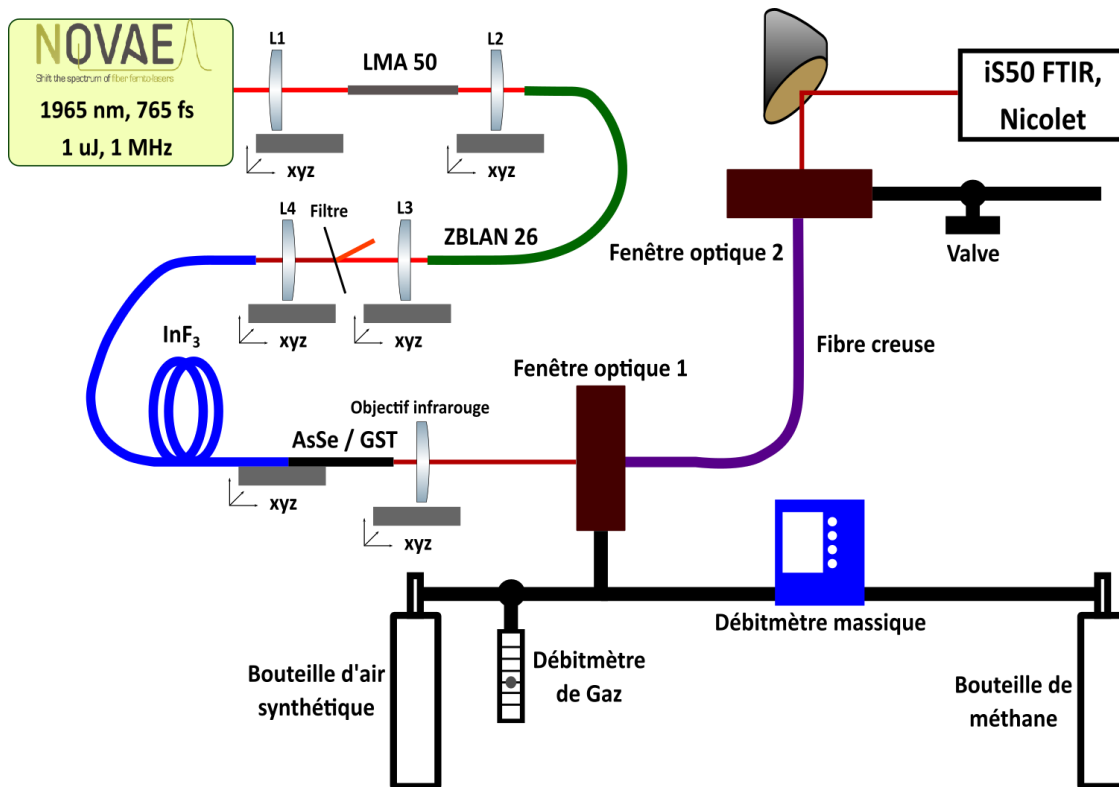 NOVAE
Shift the spectrum of fiber femto-lasers
1965 nm, 765 fs
1 uJ, 1 MHz
L1
LMA 50
L2
xyz
xyz
iS50 FTIR,
Nicolet
L4
Filtre
L3
ZBLAN 26
xyz
xyz
Fenêtre optique 2
Valve
InF3
Fibre creuse
Fenêtre optique 1
Objectif infrarouge
AsSe / GST
xyz
xyz
Débitmètre massique
Bouteille d'air
synthétique
Débitmètre
de Gaz
Bouteille de
méthane